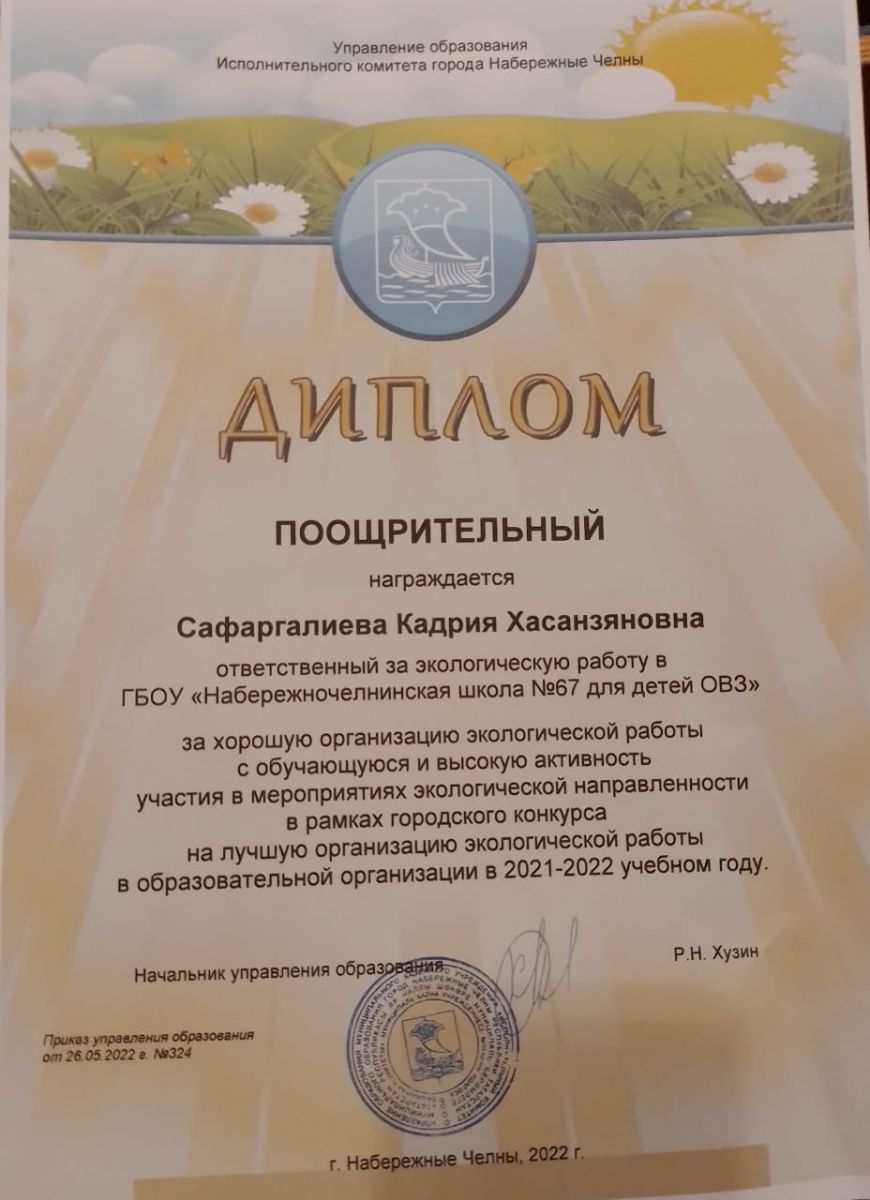 Управление образования
Исполнительного комитета города Набережные Челны
ДИПЛОМ
ПООЩРИТЕЛЬНЫЙ
награждается
Сафаргалиева Кадрия Хасанзяновна
ответственный за экологическую работу в
ГБОУ «Набережночелнинская школа №67 для детей ОВЗ»
за хорошую организацию экологической работы
с обучающуюся и высокую активность
участия в мероприятиях экологической направленности
в рамках городского конкурса
на лучшую организацию экологической работы
в образовательной организации в 2021-2022 учебном году.
Начальник управления образования
Р.Н. Хузин
Приказ управления образования
от 26.05.2022 г. №324
г. Набережные Челны, 2022 г.